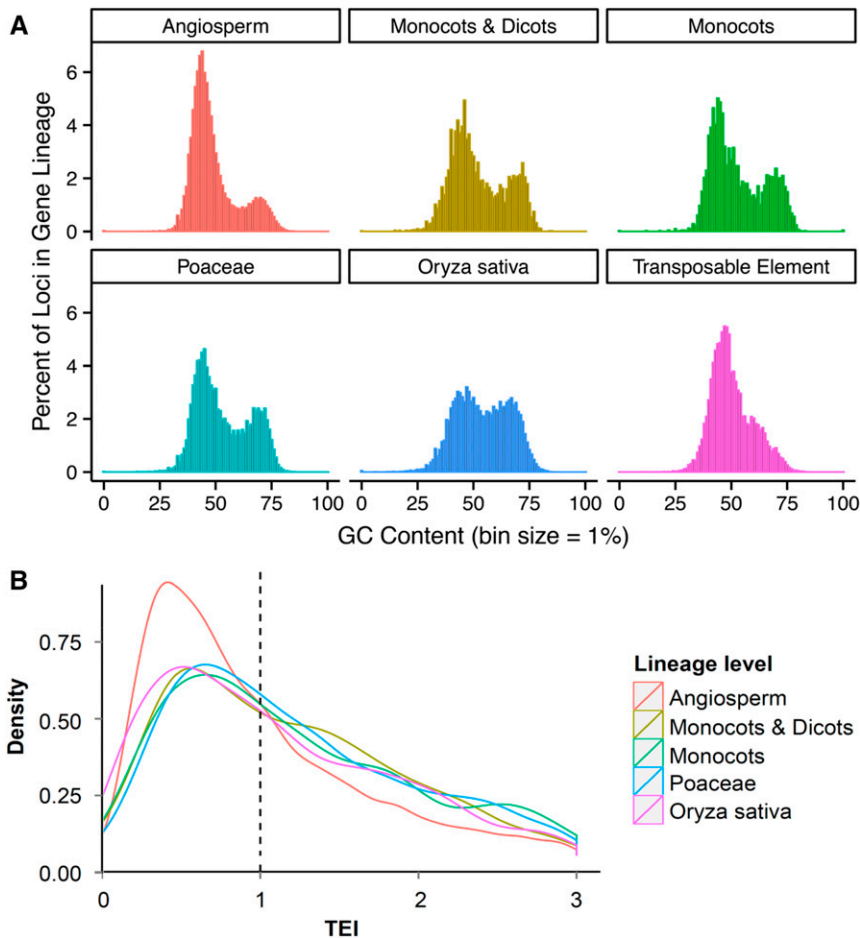 A
Angiosperm
Monocots & Dicots
Monocots
Percent of Loci in Gene Lineage
6
4
2
0
Poaceae
Oryza sativa
Transposable Element
6
4
2
0
0 25 50 75 100
0 25 50 75 100
0 25 50 75 100
GC Content (bin size = 1%)
B
Density
0.75
0.50
0.25
0.00
0 1 2 3
TEI
Lineage level
Angiosperm
Monocots & Dicots
Monocots
Poaceae
Oryza sativa